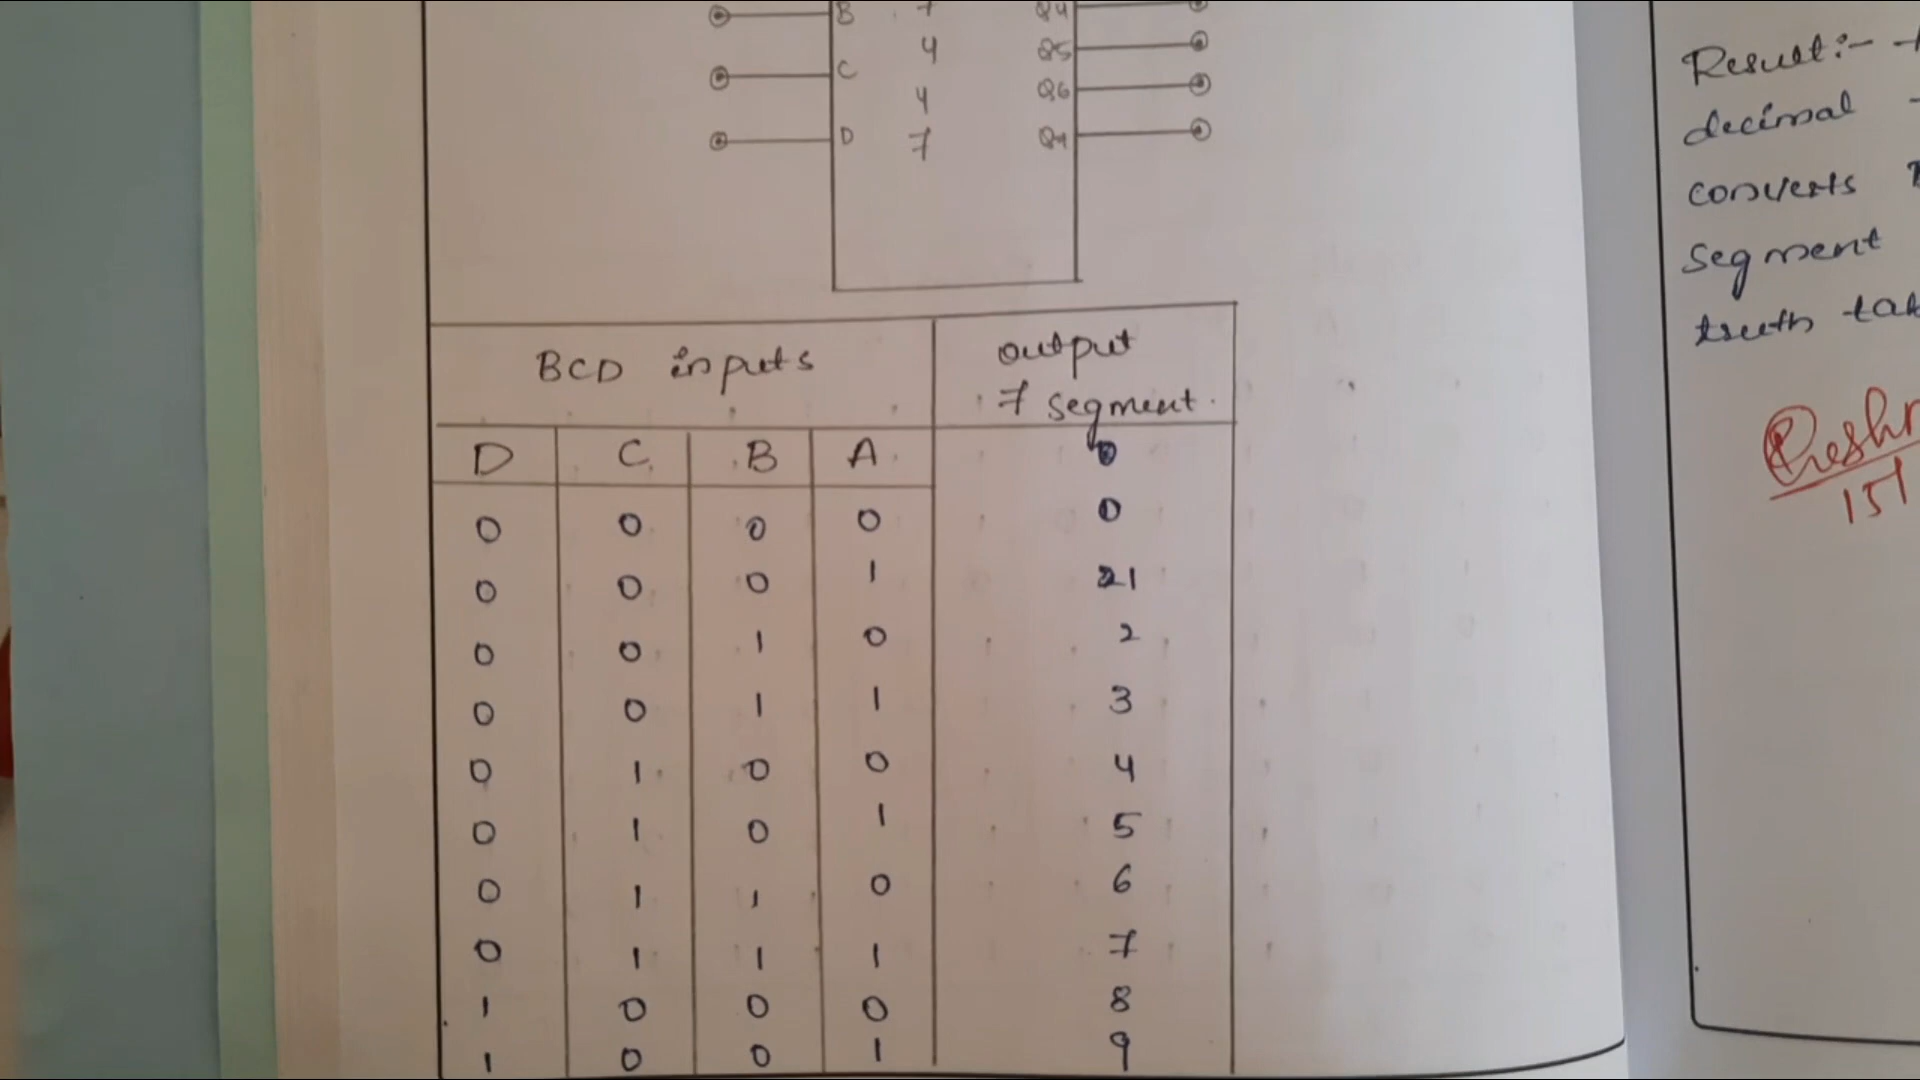 B 7 Q4
4 Q5
C
4 Q6
D 7
BCD inputs output
7 segment
D C B A
0 0 0 0 0
0 0 0 1 1
0 0 1 0 2
0 0 1 1 3
0 1 0 0 4
0 1 0 1 5
0 1 1 0 6
0 1 1 1 7
1 0 0 0 8
1 0 0 1 9
Result:-
decimal
converts
segment
truth